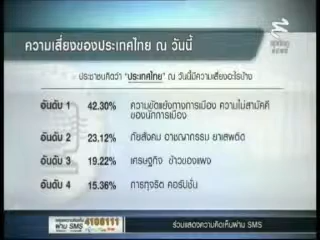 ความเสี่ยงของประเทศไทย ณ วันนี้
ประชาชนคิดว่า "ประเทศไทย" ณ วันนี้มีความเสี่ยงอะไรบ้าง
อันดับ 1 42.30% ความขัดแย้งทางการเมือง ความไม่สามัคคี
ของนักการเมือง
อันดับ 2 23.12% ภัยสังคม อาชญากรรม ยาเสพติด
อันดับ 3 19.22% เศรษฐกิจ ข้าวของแพง
อันดับ 4 15.36% การทุจริต คอรัปชั่น
ผ่าน SMS 4106111 ร่วมแสดงความคิดเห็นผ่าน SMS